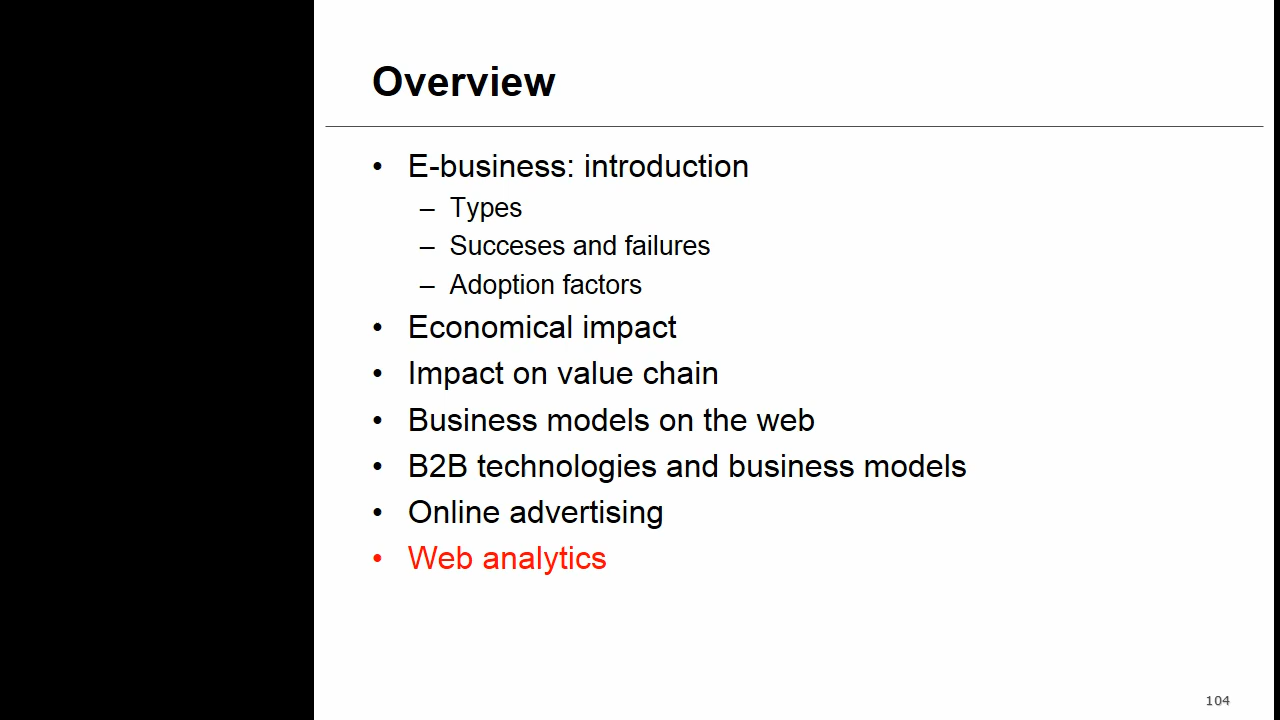 Overview
• E-business: introduction
– Types
– Succeses and failures
– Adoption factors
• Economical impact
• Impact on value chain
• Business models on the web
• B2B technologies and business models
• Online advertising
• Web analytics
104